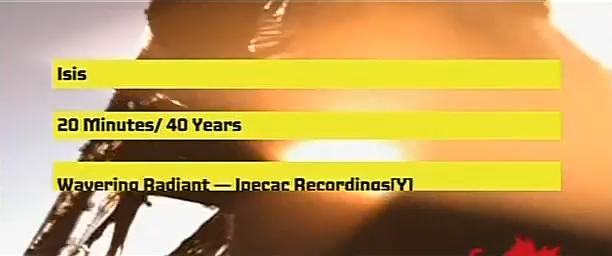 Isis
20 Minutes/ 40 Years
Wavering Radiant — Ipecac Recordings[Y]